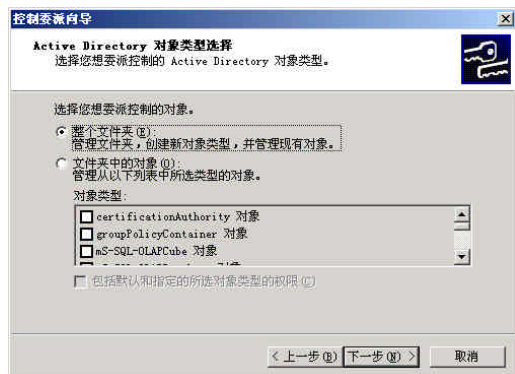 控制委派向导
Active Directory 对象类型选择
选择您想委派控制的 Active Directory 对象类型。
选择您想要委派控制的对象。
整个文件夹(E):
管理文件夹，创建新对象类型，并管理现有对象。
文件夹中的对象(O):
管理从以下列表中所选类型的对象。
对象类型:
certificationAuthority 对象
groupPolicyContainer 对象
mS-SQL-OLAPCube 对象
包括默认和指定的所选对象类型的权限(C)
< 上一步(B) 下一步(N) > 取消